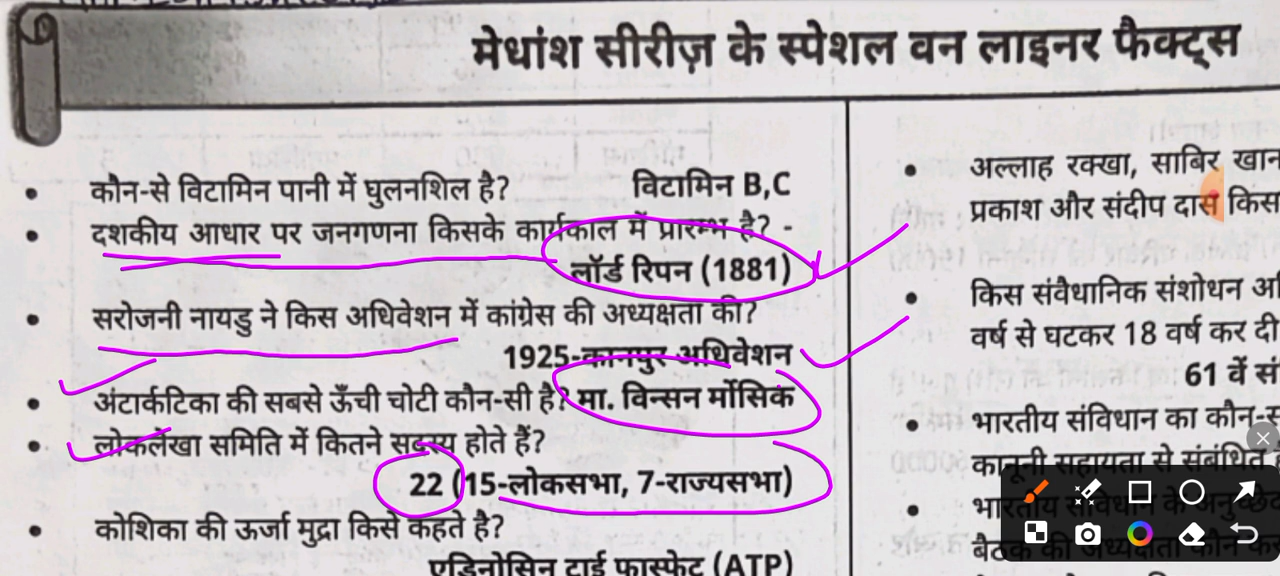 मेधांश सीरीज़ के स्पेशल वन लाइनर फैक्ट्स
• कौन-से विटामिन पानी में घुलनशिल है? विटामिन B,C
• दशकीय आधार पर जनगणना किसके कार्यकाल में प्रारम्भ है? -
लॉर्ड रिपन (1881)
• सरोजनी नायडु ने किस अधिवेशन में कांग्रेस की अध्यक्षता की?
1925-कानपुर अधिवेशन
• अंटार्कटिका की सबसे ऊँची चोटी कौन-सी है? मा. विन्सन मोंसिक
• लोकलेखा समिति में कितने सदस्य होते हैं?
22 (15-लोकसभा, 7-राज्यसभा)
• कोशिका की ऊर्जा मुद्रा किसे कहते है?
एडिनोसिन टाई फास्फेट (ATP)
• अल्लाह रक्खा, साबिर खान
प्रकाश और संदीप दास किस
• किस संवैधानिक संशोधन
वर्ष से घटकर 18 वर्ष कर दी
61 वें सं
• भारतीय संविधान का कौन-स
कानूनी सहायता से संबंधित
• भारतीय संविधान के अनुच्छेद
बैठक की अध्यक्षता कौन